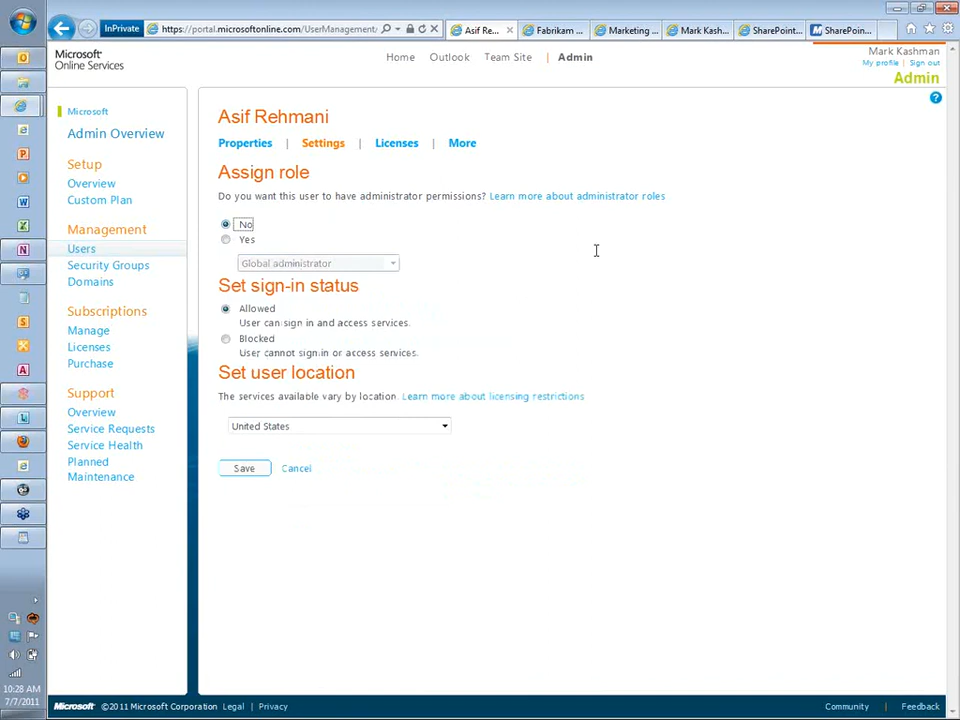 InPrivate
https://portal.microsoftonline.com/UserManagement/
Asif Re...
Fabrikam ...
Marketing ...
Mark Kash...
SharePoint...
SharePoin...
Microsoft®
Online Services
Home
Outlook
Team Site
|
Admin
Mark Kashman
My profile | Sign out
Admin
Microsoft
Admin Overview
Setup
Overview
Custom Plan
Management
Users
Security Groups
Domains
Subscriptions
Manage
Licenses
Purchase
Support
Overview
Service Requests
Service Health
Planned
Maintenance
Asif Rehmani
Properties | Settings | Licenses | More
Assign role
Do you want this user to have administrator permissions? Learn more about administrator roles
No
Yes
Global administrator
Set sign-in status
Allowed
User can sign in and access services.
Blocked
User cannot sign in or access services.
Set user location
The services available vary by location. Learn more about licensing restrictions
United States
Save
Cancel
10:28 AM
7/7/2011
Microsoft ©2011 Microsoft Corporation Legal | Privacy
Community | Feedback